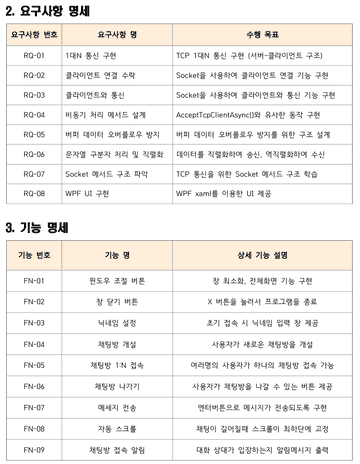 2. 요구사항 명세
요구사항 번호 요구사항 명 수행 목표
RQ-01 1대N 통신 구현 TCP 1대N 통신 구현 (서버-클라이언트 구조)
RQ-02 클라이언트 연결 수락 Socket을 사용하여 클라이언트 연결 기능 구현
RQ-03 클라이언트와 통신 Socket을 사용하여 클라이언트와 통신 기능 구현
RQ-04 비동기 처리 메서드 설계 AcceptTcpClientAsync()와 유사한 동작 구현
RQ-05 버퍼 데이터 오버플로우 방지 버퍼 데이터 오버플로우 방지를 위한 구조 설계
RQ-06 문자열 구분자 처리 및 직렬화 데이터를 직렬화하여 송신, 역직렬화하여 수신
RQ-07 Socket 메서드 구조 파악 TCP 통신을 위한 Socket 메서드 구조 학습
RQ-08 WPF UI 구현 WPF xaml를 이용한 UI 제공
3. 기능 명세
기능 번호 기능 명 상세 기능 설명
FN-01 윈도우 조절 버튼 창 최소화, 전체화면 기능 구현
FN-02 창 닫기 버튼 X 버튼을 눌러서 프로그램을 종료
FN-03 닉네임 설정 초기 접속 시 닉네임 입력 창 제공
FN-04 채팅방 개설 사용자가 새로운 채팅방을 개설
FN-05 채팅방 1:N 접속 여러명의 사용자가 하나의 채팅방 접속 가능
FN-06 채팅방 나가기 사용자가 채팅방을 나갈 수 있는 버튼 제공
FN-07 메세지 전송 엔터버튼으로 메시지가 전송되도록 구현
FN-08 자동 스크롤 채팅이 길어질때 스크롤이 최하단에 고정
FN-09 채팅방 접속 알림 대화 상대가 입장하는지 알림메시지 출력